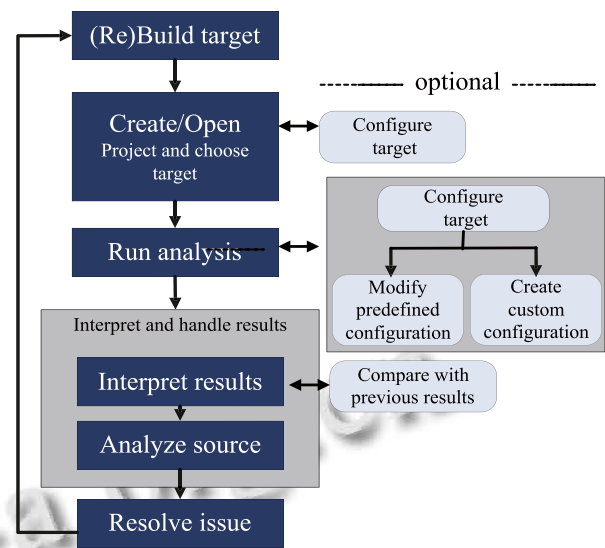 (Re)Build target
optional
Create/Open
Project and choose
target
Configure
target
Run analysis
Configure
target
Modify
predefined
configuration
Create
custom
configuration
Interpret and handle results
Interpret results
Compare with
previous results
Analyze source
Resolve issue